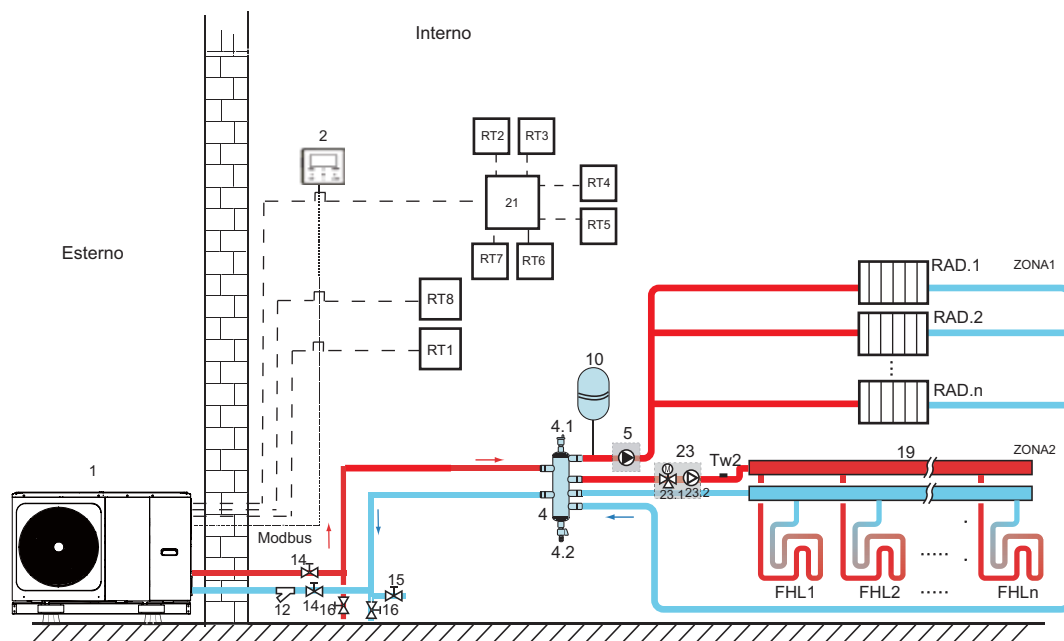 Interno
Esterno
2
RT2
RT3
21
RT4
RT5
RT7
RT6
RT8
RT1
RAD.1
ZONA1
RAD.2
RAD.n
10
4.1
5
23
M
Tw2
19
ZONA2
23.1
23.2
4
4.2
1
Modbus
14
15
12
14
16
16
FHL1
FHL2
.....
FHLn